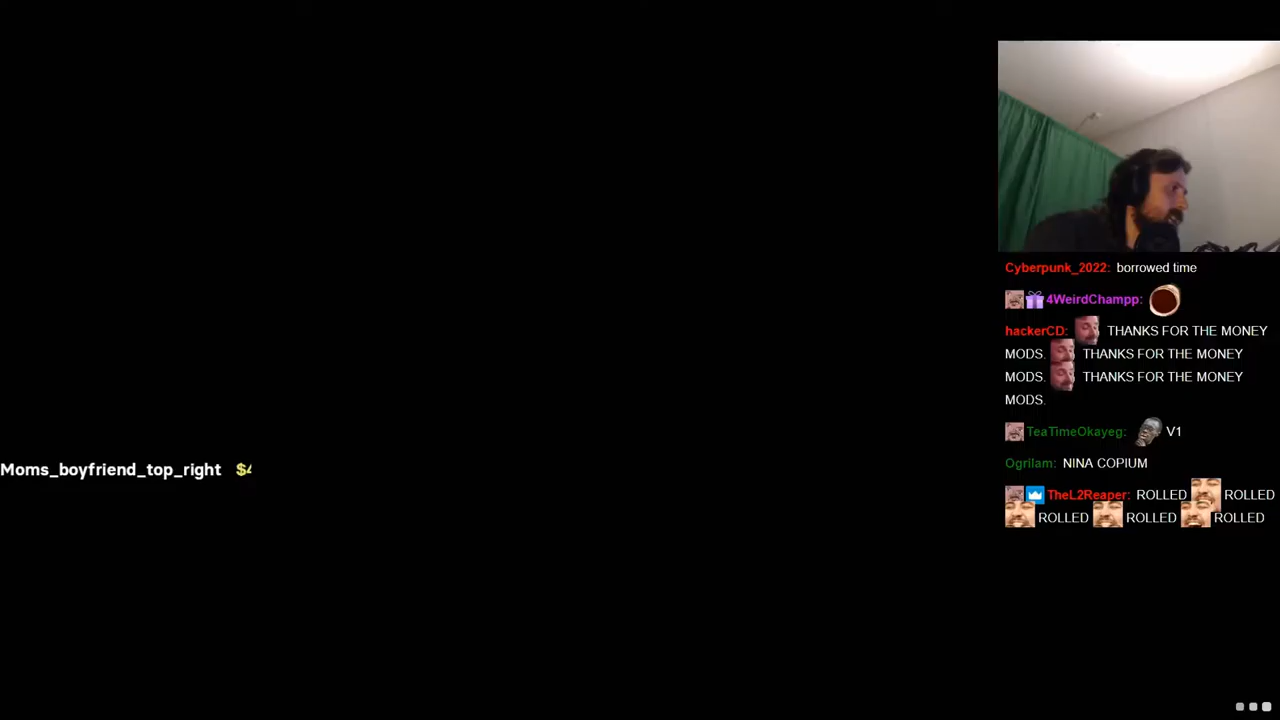 Cyberpunk_2022: borrowed time
4WeirdChampp:
hackerCD: THANKS FOR THE MONEY
MODS. THANKS FOR THE MONEY
MODS. THANKS FOR THE MONEY
MODS.
TeaTimeOkayeg: V1
Moms_boyfriend_top_right $4
Ogrilam: NINA COPIUM
TheL2Reaper: ROLLED ROLLED
ROLLED ROLLED ROLLED